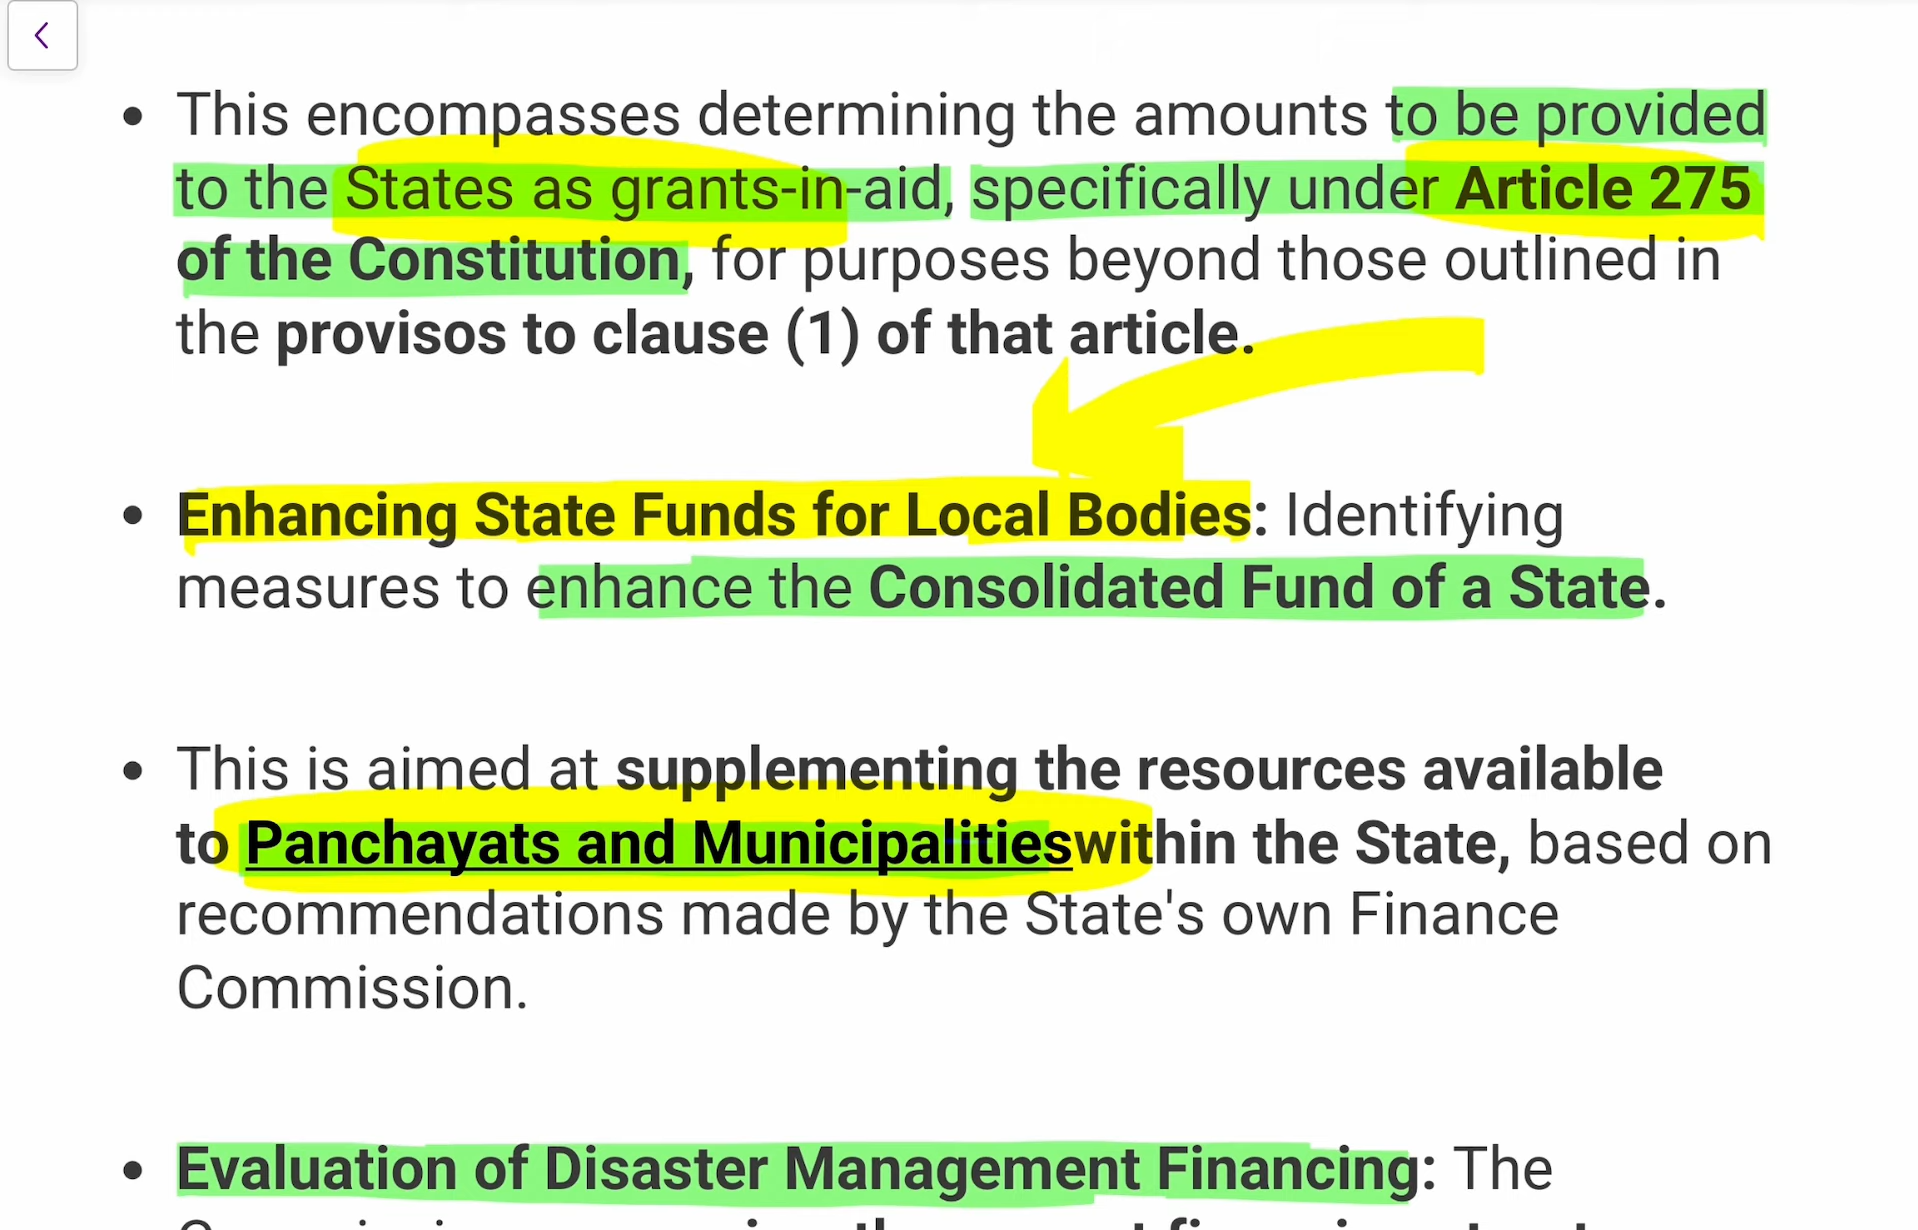 This encompasses determining the amounts to be provided
to the States as grants-in-aid, specifically under Article 275
of the Constitution, for purposes beyond those outlined in
the provisos to clause (1) of that article.
Enhancing State Funds for Local Bodies: Identifying
measures to enhance the Consolidated Fund of a State.
This is aimed at supplementing the resources available
to Panchayats and Municipalitieswithin the State, based on
recommendations made by the State's own Finance
Commission.
Evaluation of Disaster Management Financing: The